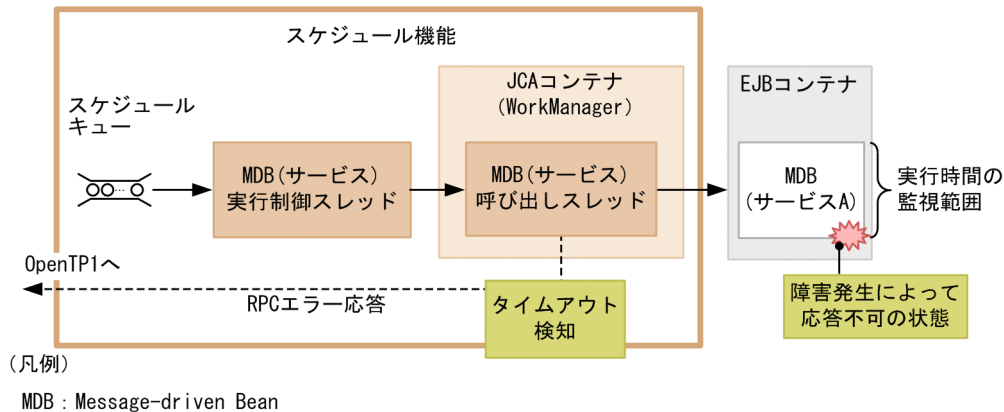 スケジュール機能
JCAコンテナ
(WorkManager)
EJBコンテナ
スケジュール
キュー
MDB(サービス)
実行制御スレッド
MDB(サービス)
呼び出しスレッド
MDB
(サービスA)
実行時間の
監視範囲
OpenTP1へ
RPCエラー応答
タイムアウト
検知
障害発生によって
応答不可の状態
(凡例)
MDB：Message-driven Bean